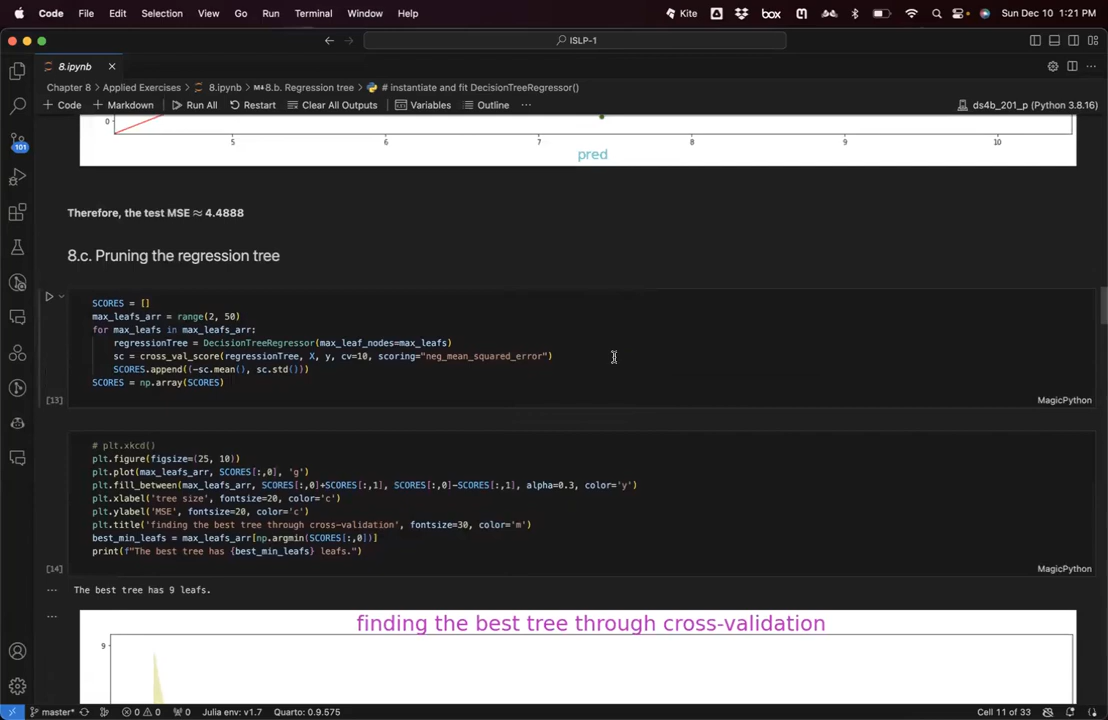 Code File Edit Selection View Go Run Terminal Window Help Kite box Sun Dec 10 1:21 PM
ISLP-1
8.ipynb
Chapter 8 > Applied Exercises > 8.ipynb > 8.b. Regression tree > # instantiate and fit DecisionTreeRegressor()
+ Code + Markdown Run All Restart Clear All Outputs Variables Outline ... ds4b_201_p (Python 3.8.16)
0
5 6 7 8 9 10
pred
Therefore, the test MSE ≈ 4.4888
8.c. Pruning the regression tree
SCORES = []
max_leafs_arr = range(2, 50)
for max_leafs in max_leafs_arr:
    regressionTree = DecisionTreeRegressor(max_leaf_nodes=max_leafs)
    sc = cross_val_score(regressionTree, X, y, cv=10, scoring="neg_mean_squared_error")
    SCORES.append((-sc.mean(), sc.std()))
SCORES = np.array(SCORES)
[13] MagicPython
# plt.xkcd()
plt.figure(figsize=(25, 10))
plt.plot(max_leafs_arr, SCORES[:,0], 'g')
plt.fill_between(max_leafs_arr, SCORES[:,0]+SCORES[:,1], SCORES[:,0]-SCORES[:,1], alpha=0.3, color='y')
plt.xlabel('tree size', fontsize=20, color='c')
plt.ylabel('MSE', fontsize=20, color='c')
plt.title('finding the best tree through cross-validation', fontsize=30, color='m')
best_min_leafs = max_leafs_arr[np.argmin(SCORES[:,0])]
print(f"The best tree has {best_min_leafs} leafs.")
[14] MagicPython
... The best tree has 9 leafs.
...
finding the best tree through cross-validation
9
101
master* 0 0 0 Julia env: v1.7 Quarto: 0.9.575 Cell 11 of 33